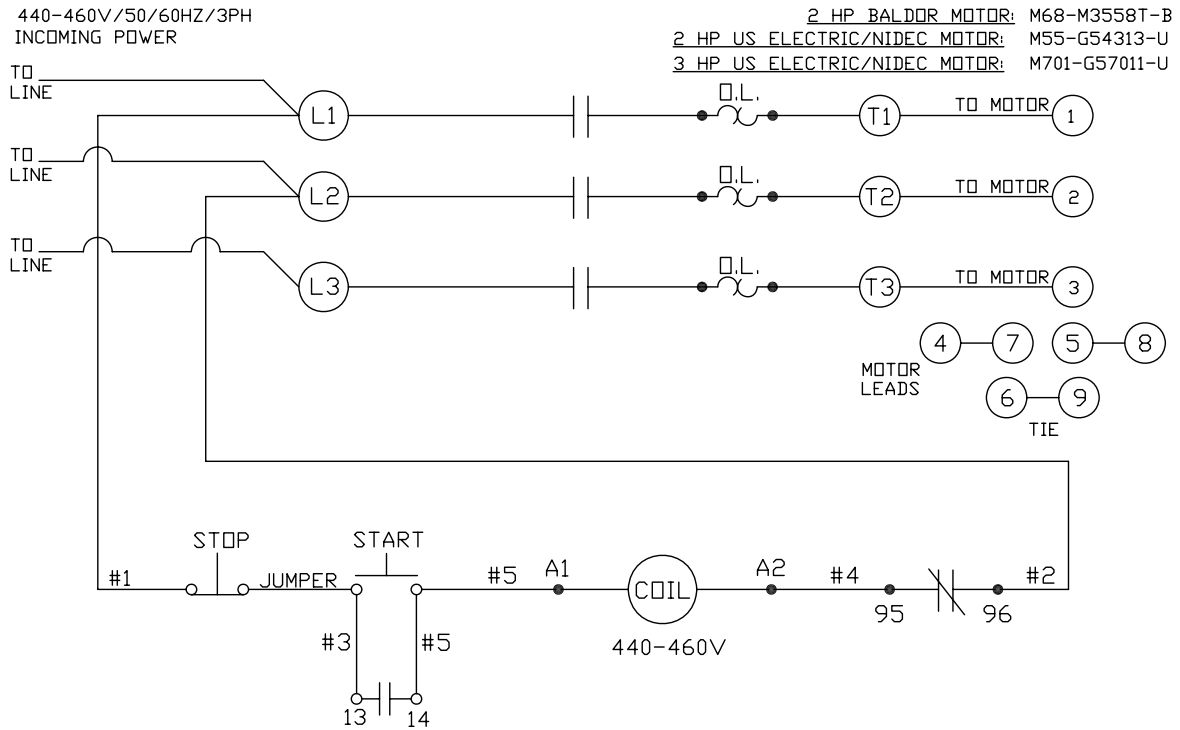 440-460V/50/60HZ/3PH
INCOMING POWER
2 HP BALDOR MOTOR: M68-M3558T-B
2 HP US ELECTRIC/NIDEC MOTOR: M55-G54313-U
3 HP US ELECTRIC/NIDEC MOTOR: M701-G57011-U
TO
LINE
L1
O.L.
T1
TO MOTOR
1
TO
LINE
L2
O.L.
T2
TO MOTOR
2
TO
LINE
L3
O.L.
T3
TO MOTOR
3
4
7
5
8
MOTOR
LEADS
6
9
TIE
STOP
START
#1
JUMPER
#5
A1
COIL
A2
#4
95
96
#2
440-460V
#3
#5
13
14